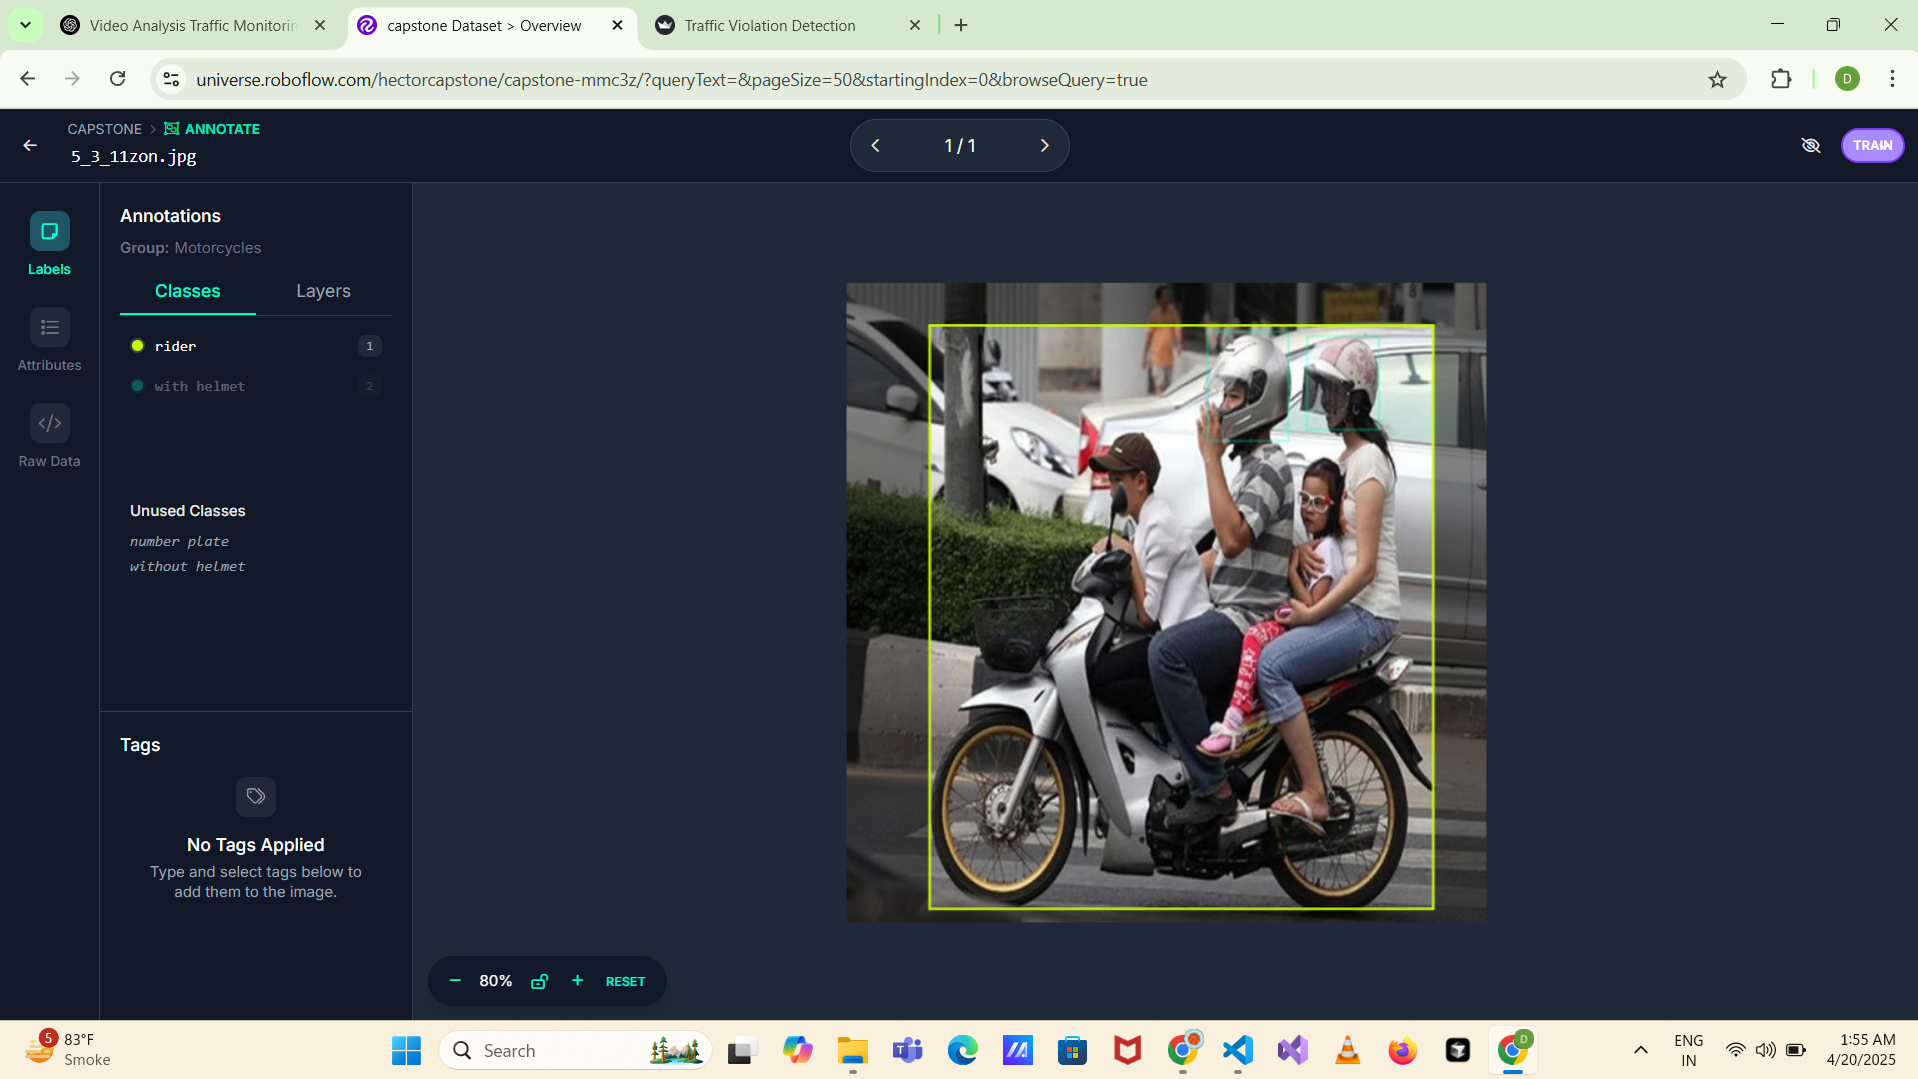 Video Analysis Traffic Monitorin
capstone Dataset > Overview
Traffic Violation Detection
universe.roboflow.com/hectorcapstone/capstone-mmc3z/?queryText=&pageSize=50&startingIndex=0&browseQuery=true
D
CAPSTONE > ANNOTATE
5_3_11zon.jpg
1 / 1
TRAIN
Labels
Attributes
Raw Data
Annotations
Group: Motorcycles
Classes
Layers
rider
1
with helmet
2
Unused Classes
number plate
without helmet
Tags
No Tags Applied
Type and select tags below to
add them to the image.
80%
RESET
5
83°F
Smoke
Search
D
ENG
IN
1:55 AM
4/20/2025